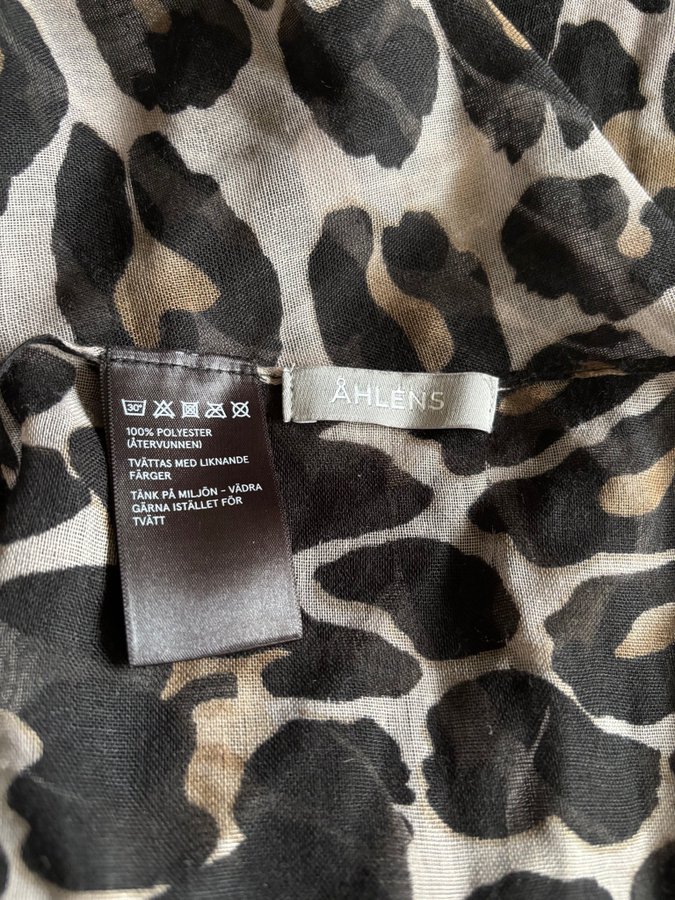 30°
100% POLYESTER
(ÅTERVUNNEN)
TVÄTTAS MED LIKNANDE
FÄRGER
TÄNK PÅ MILJÖN - VÄDRA
GÄRNA ISTÄLLET FÖR
TVÄTT
ÅHLÉNS